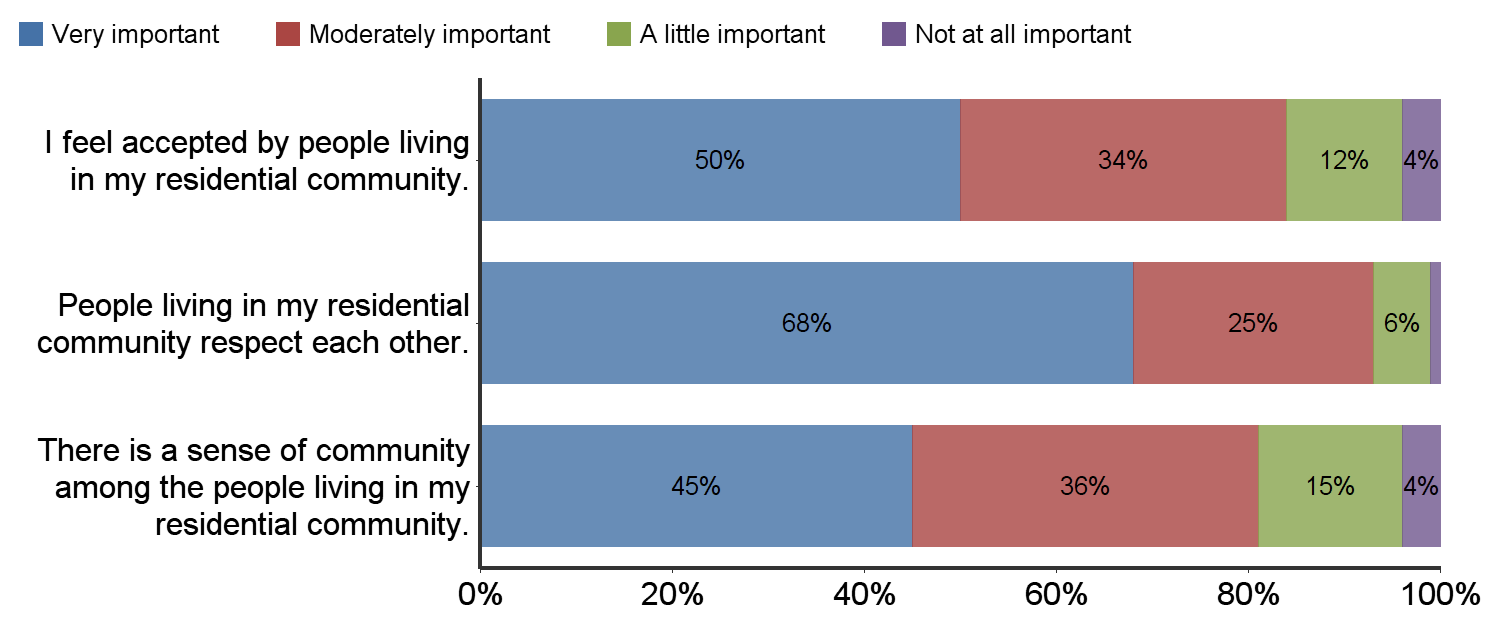 Very important
Moderately important
A little important
Not at all important
I feel accepted by people living
in my residential community.
50%
34%
12%
4%
People living in my residential
community respect each other.
68%
25%
6%
There is a sense of community
among the people living in my
residential community.
45%
36%
15%
4%
0%
20%
40%
60%
80%
100%